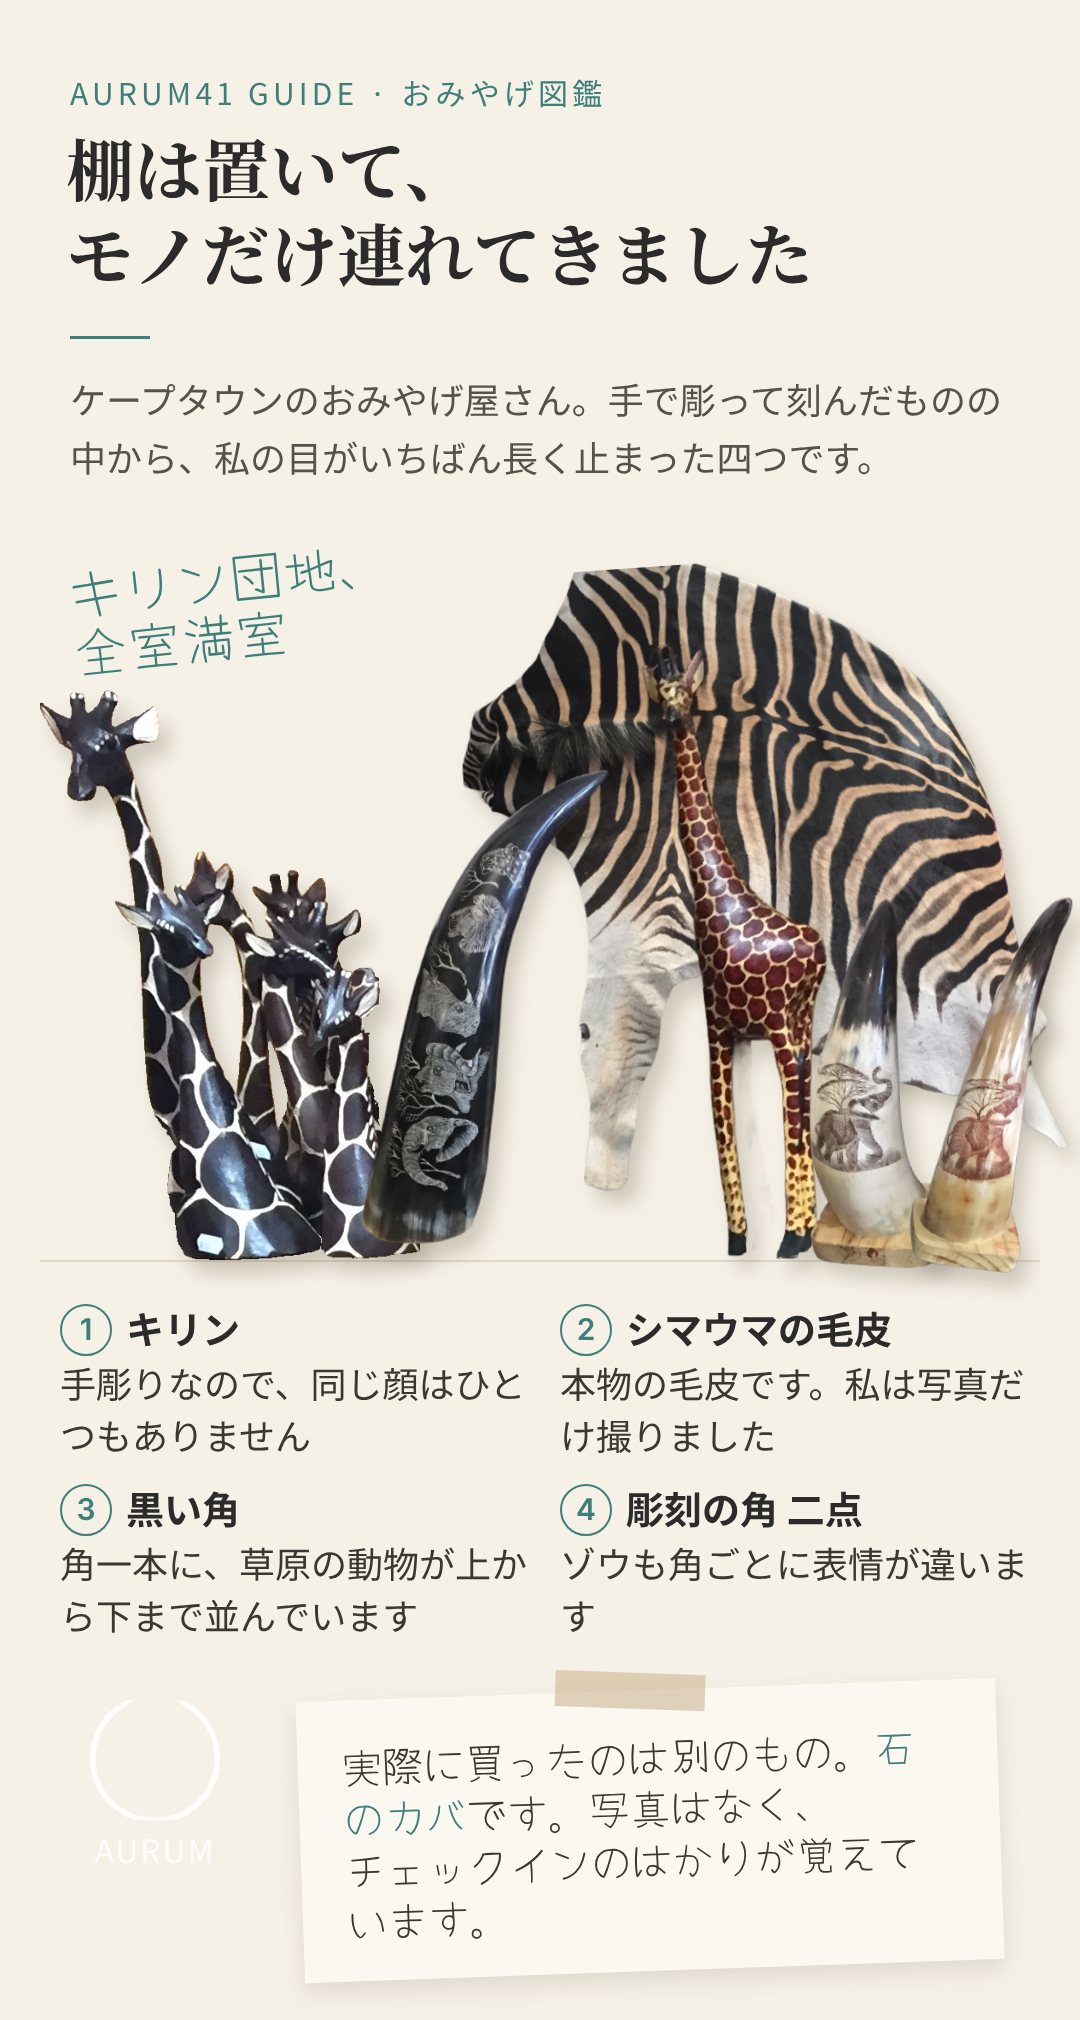 AURUM41 GUIDE · おみやげ図鑑
棚は置いて、
モノだけ連れてきました
ケープタウンのおみやげ屋さん。手で彫って刻んだものの
中から、私の目がいちばん長く止まった四つです。
キリン団地、
全室満室
1 キリン
手彫りなので、同じ顔はひと
つもありません
2 シマウマの毛皮
本物の毛皮です。私は写真だ
け撮りました
3 黒い角
角一本に、草原の動物が上か
ら下まで並んでいます
4 彫刻の角 二点
ゾウも角ごとに表情が違いま
す
実際に買ったのは別のもの。石
のカバです。写真はなく、
チェックインのはかりが覚えて
います。
AURUM